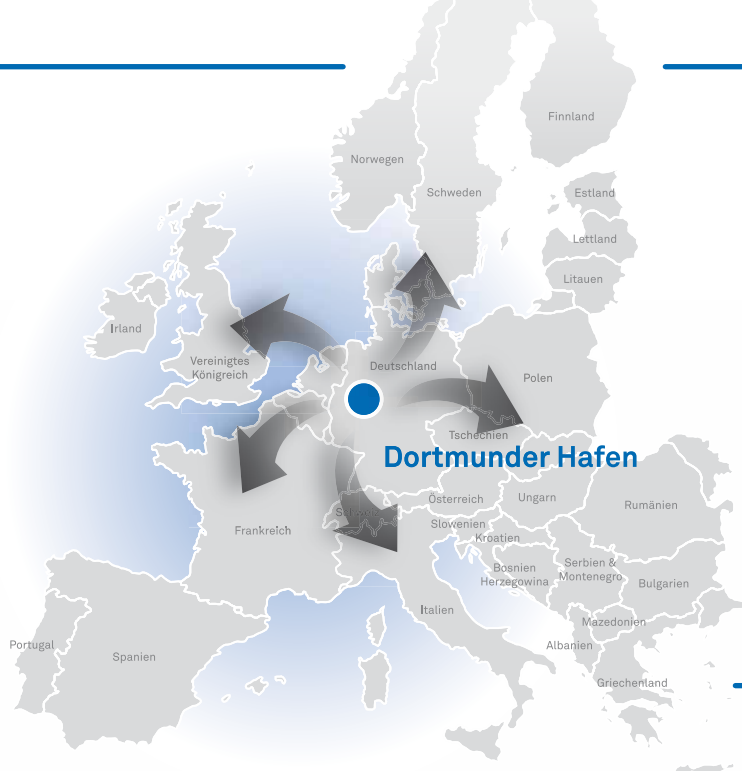 Finnland
Norwegen
Schweden
Estland
Lettland
Litauen
Irland
Vereinigtes
Königreich
Deutschland
Polen
Tschechien
Dortmunder Hafen
Österreich
Ungarn
Rumänien
Slowenien
Kroatien
Frankreich
Bosnien
Herzegowina
Serbien &
Montenegro
Bulgarien
Italien
Mazedonien
Albanien
Portugal
Spanien
Griechenland